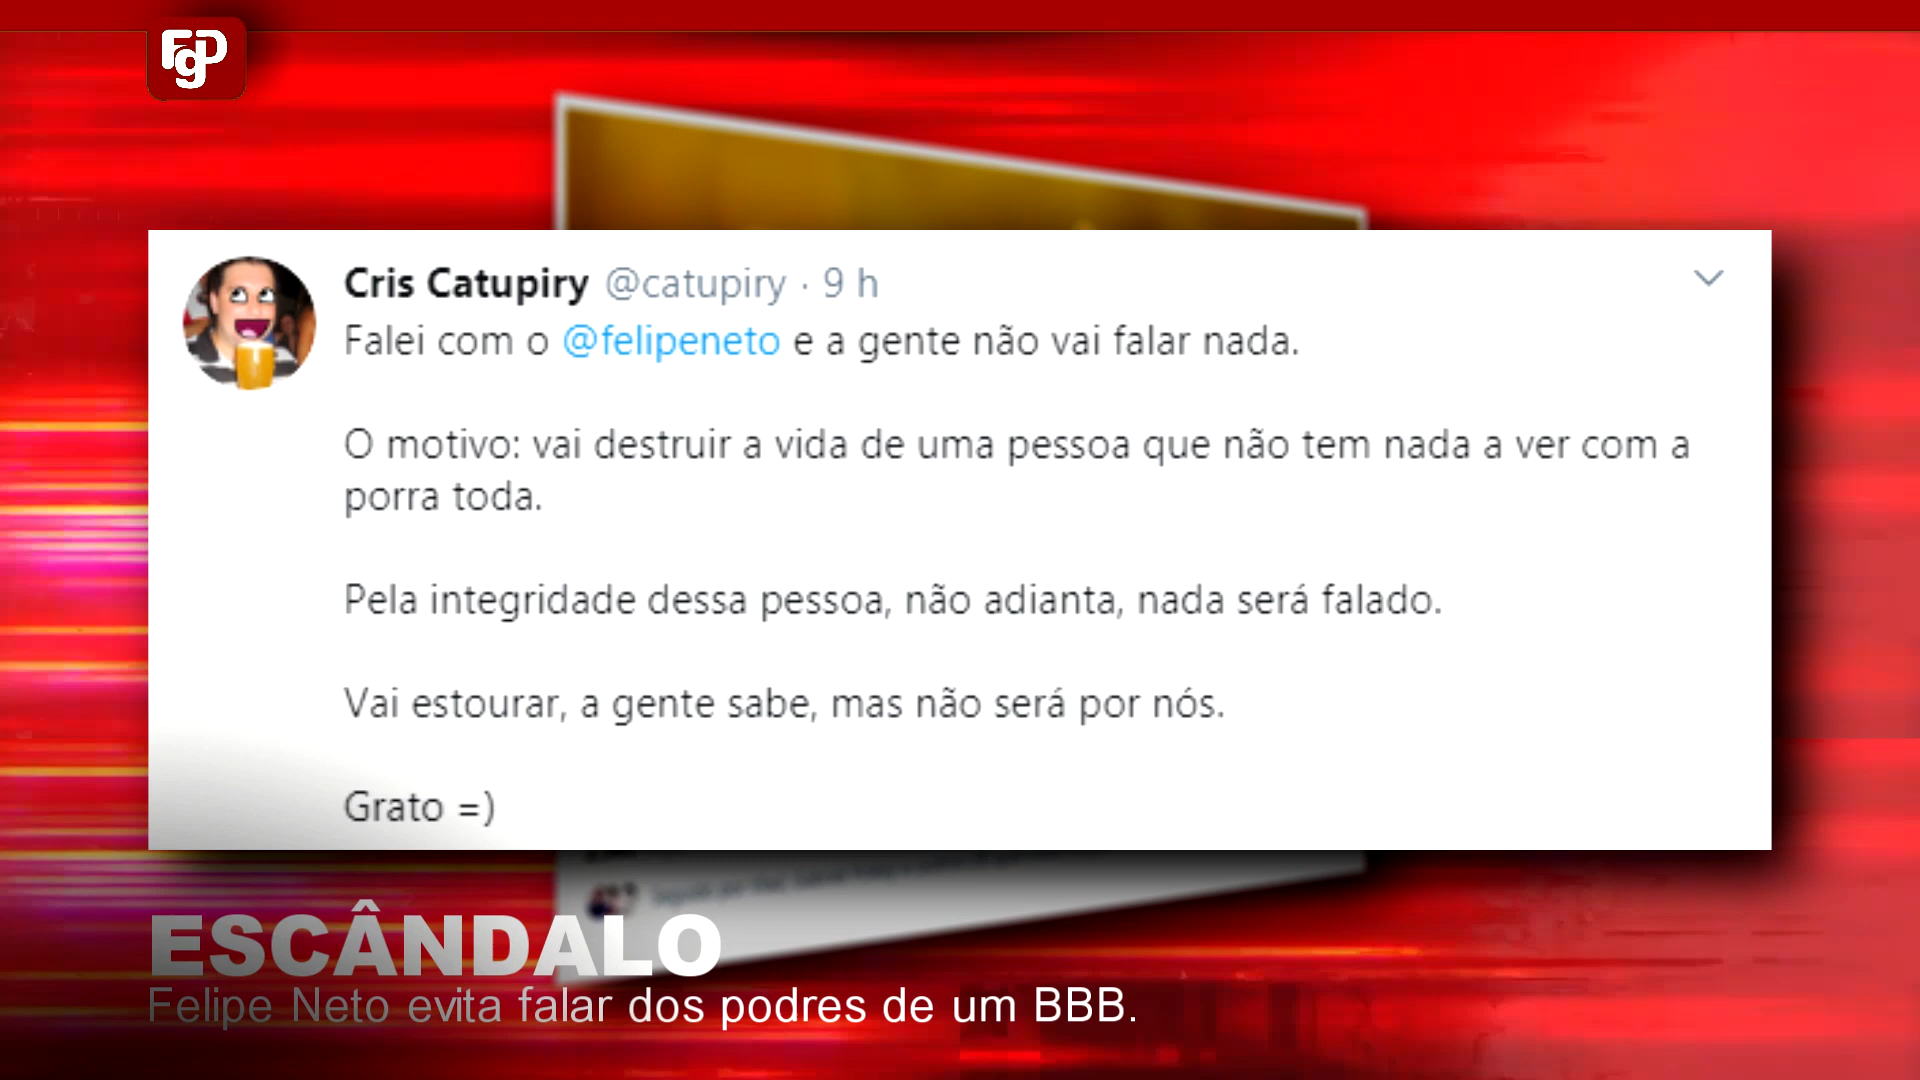 FgP
Cris Catupiry @catupiry · 9 h
Falei com o @felipeneto e a gente não vai falar nada.
O motivo: vai destruir a vida de uma pessoa que não tem nada a ver com a
porra toda.
Pela integridade dessa pessoa, não adianta, nada será falado.
Vai estourar, a gente sabe, mas não será por nós.
Grato =)
ESCÂNDALO
Felipe Neto evita falar dos podres de um BBB.